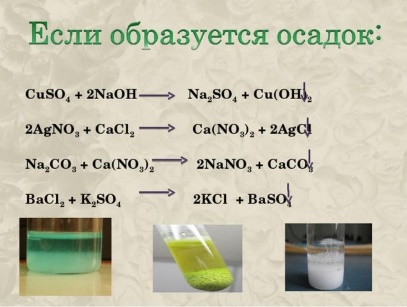 Если образуется осадок:
CuSO₄ + 2NaOH → Na₂SO₄ + Cu(OH)₂↓
2AgNO₃ + CaCl₂ → Ca(NO₃)₂ + 2AgCl↓
Na₂CO₃ + Ca(NO₃)₂ → 2NaNO₃ + CaCO₃↓
BaCl₂ + K₂SO₄ → 2KCl + BaSO₄↓